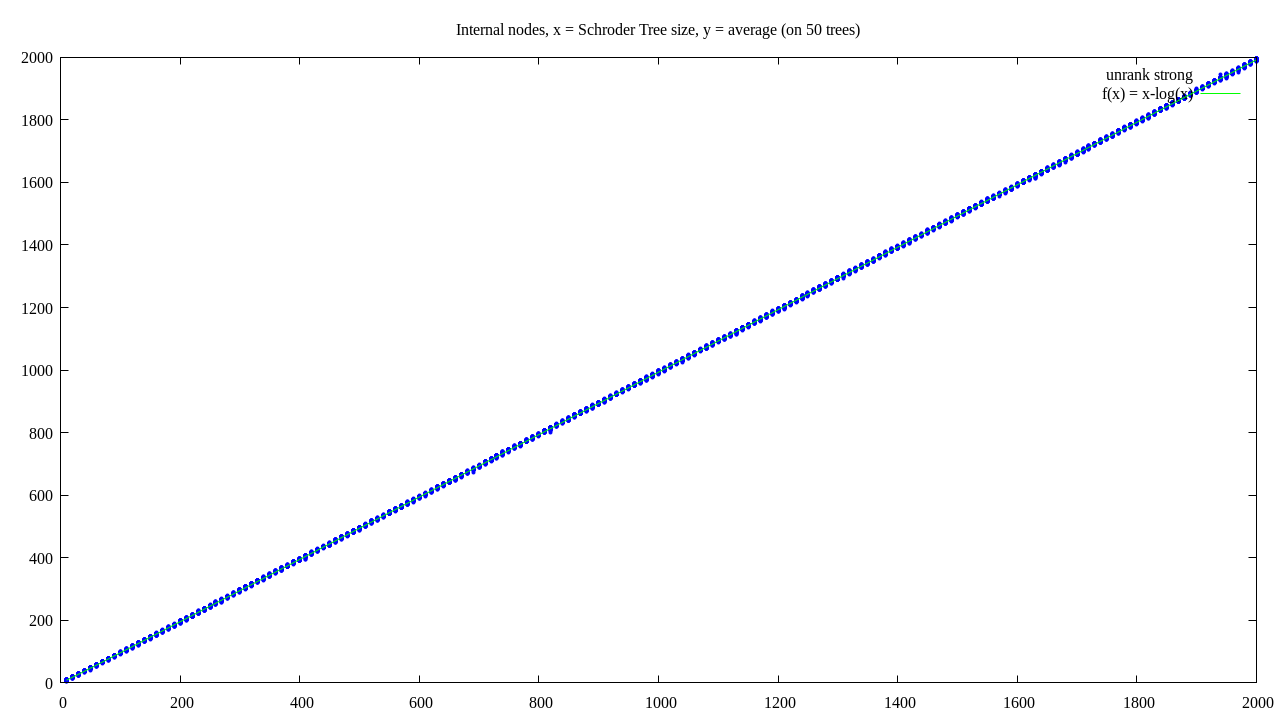 Internal nodes, x = Schroder Tree size, y = average (on 50 trees)
2000
unrank strong
f(x) = x-log(x)
1800
1600
1400
1200
1000
800
600
400
200
0
0 200 400 600 800 1000 1200 1400 1600 1800 2000